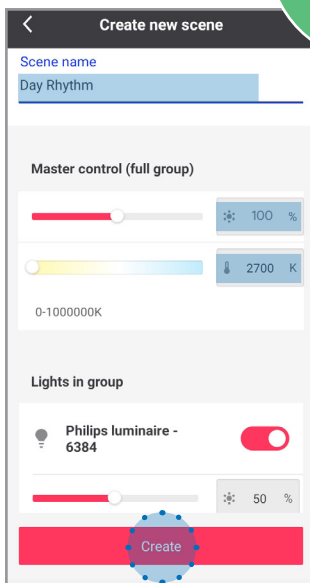 Create new scene
Scene name
Day Rhythm
Master control (full group)
100 %
2700 K
0-1000000K
Lights in group
Philips luminaire -
6384
50 %
Create